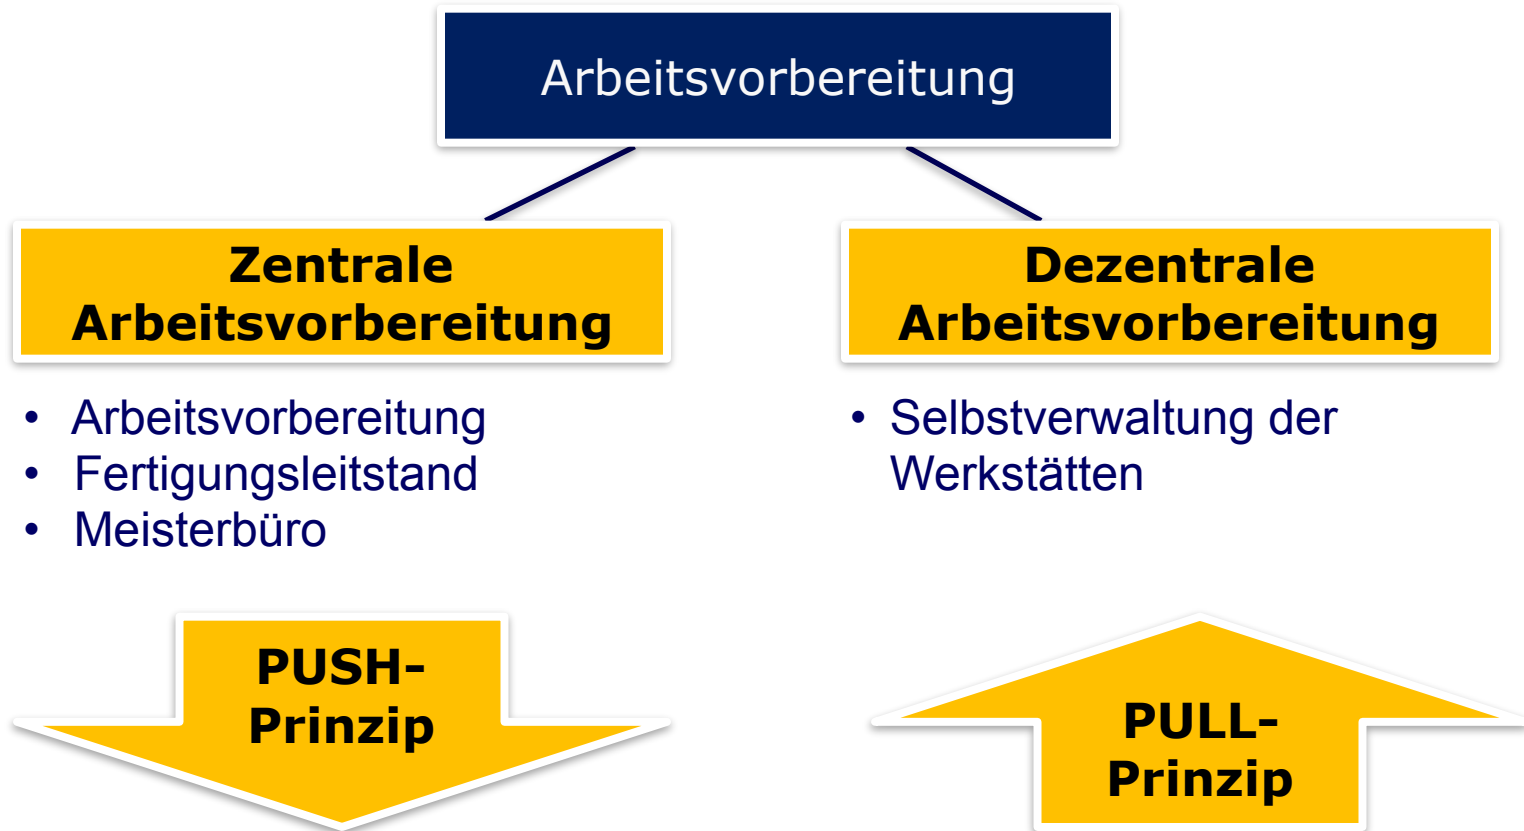 Arbeitsvorbereitung
Zentrale
Arbeitsvorbereitung
• Arbeitsvorbereitung
• Fertigungsleitstand
• Meisterbüro
PUSH-
Prinzip
Dezentrale
Arbeitsvorbereitung
• Selbstverwaltung der
Werkstätten
PULL-
Prinzip